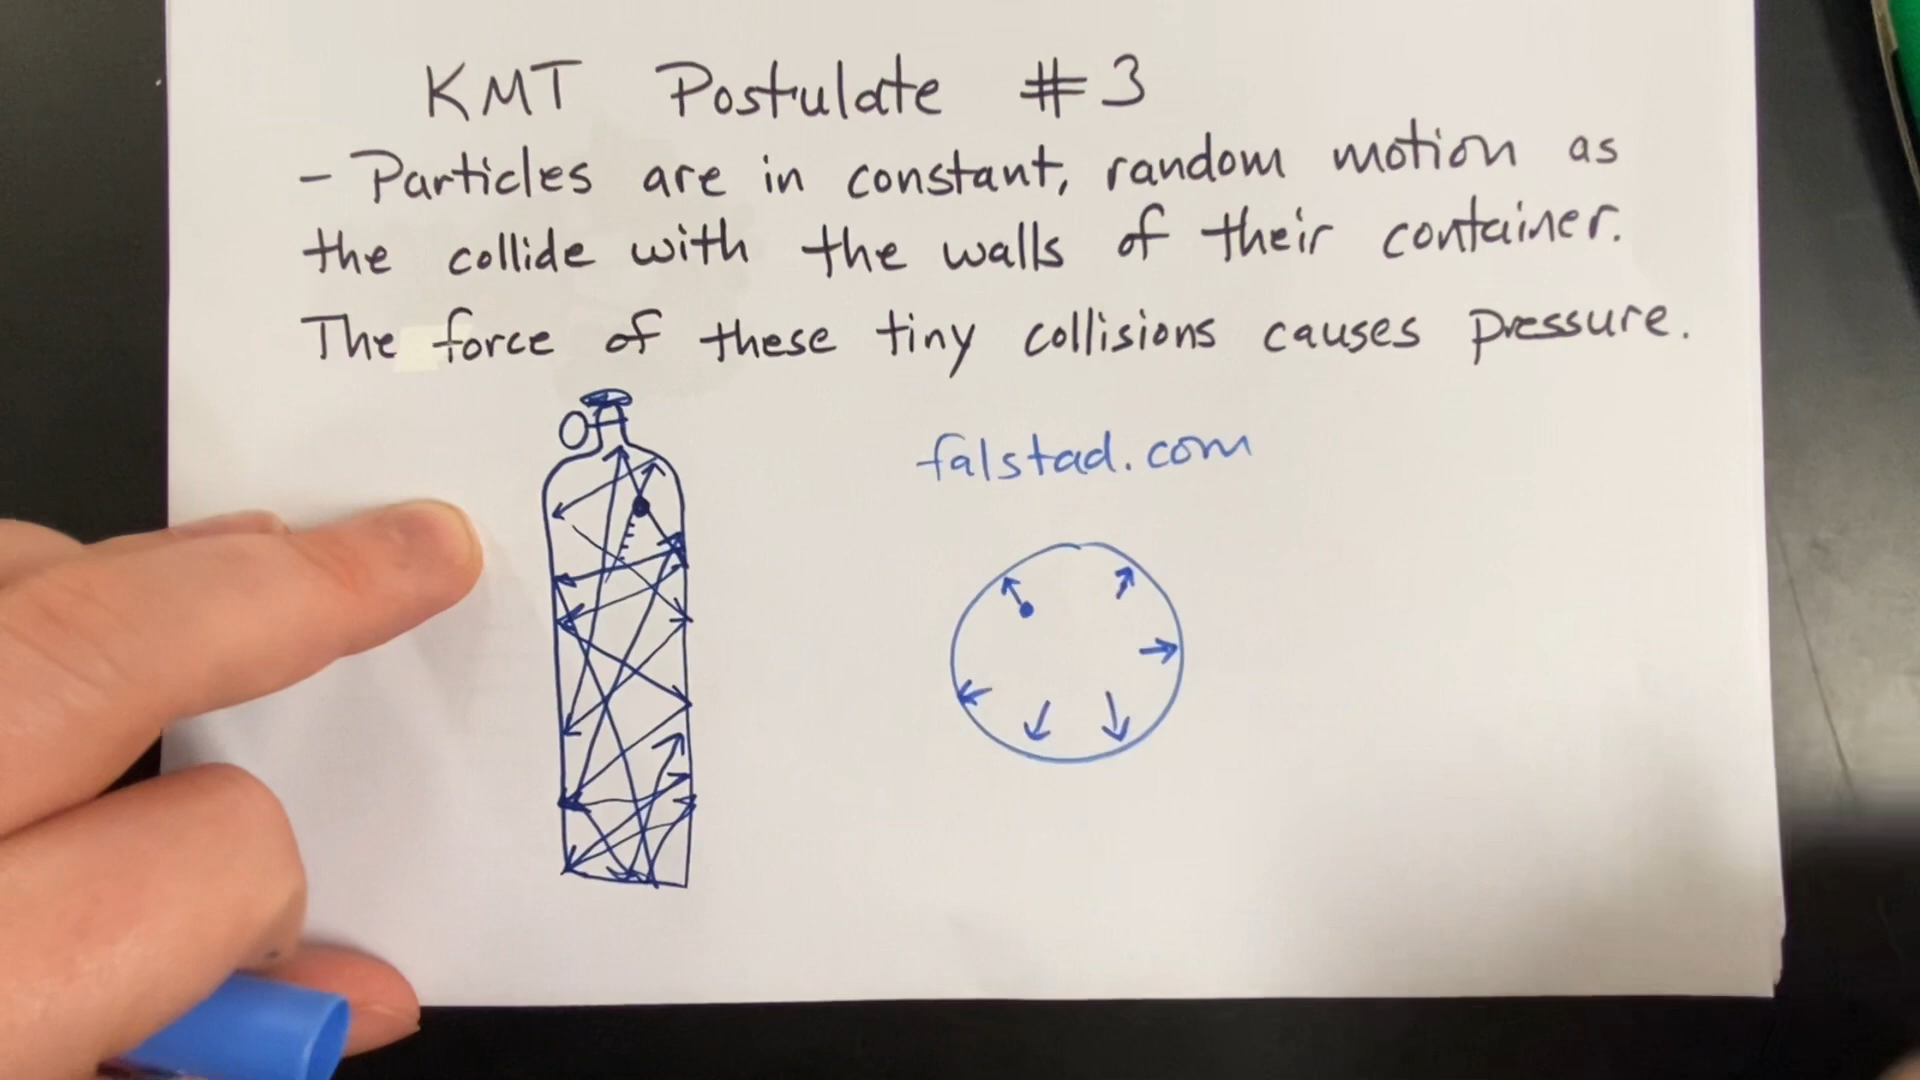 KMT Postulate #3
- Particles are in constant, random motion as
the collide with the walls of their container.
The force of these tiny collisions causes pressure.
falstad.com